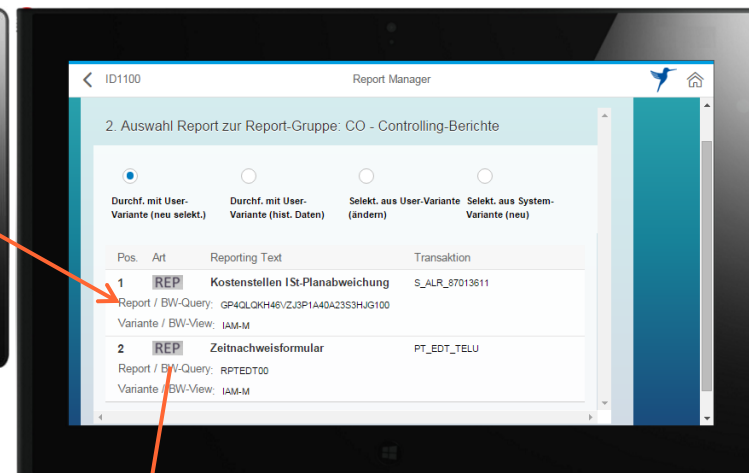 ID1100 Report Manager
2. Auswahl Report zur Report-Gruppe: CO - Controlling-Berichte
Durchf. mit User-Variante (neu selekt.)
Durchf. mit User-Variante (hist. Daten)
Selekt. aus User-Variante (ändern)
Selekt. aus System-Variante (neu)
Pos. Art Reporting Text Transaktion
1 REP Kostenstellen ISt-Planabweichung S_ALR_87013611
Report / BW-Query: GP4QLQKH46VZJ3P1A40A23S3HJG100
Variante / BW-View: IAM-M
2 REP Zeitnachweisformular PT_EDT_TELU
Report / BW-Query: RPTEDT00
Variante / BW-View: IAM-M